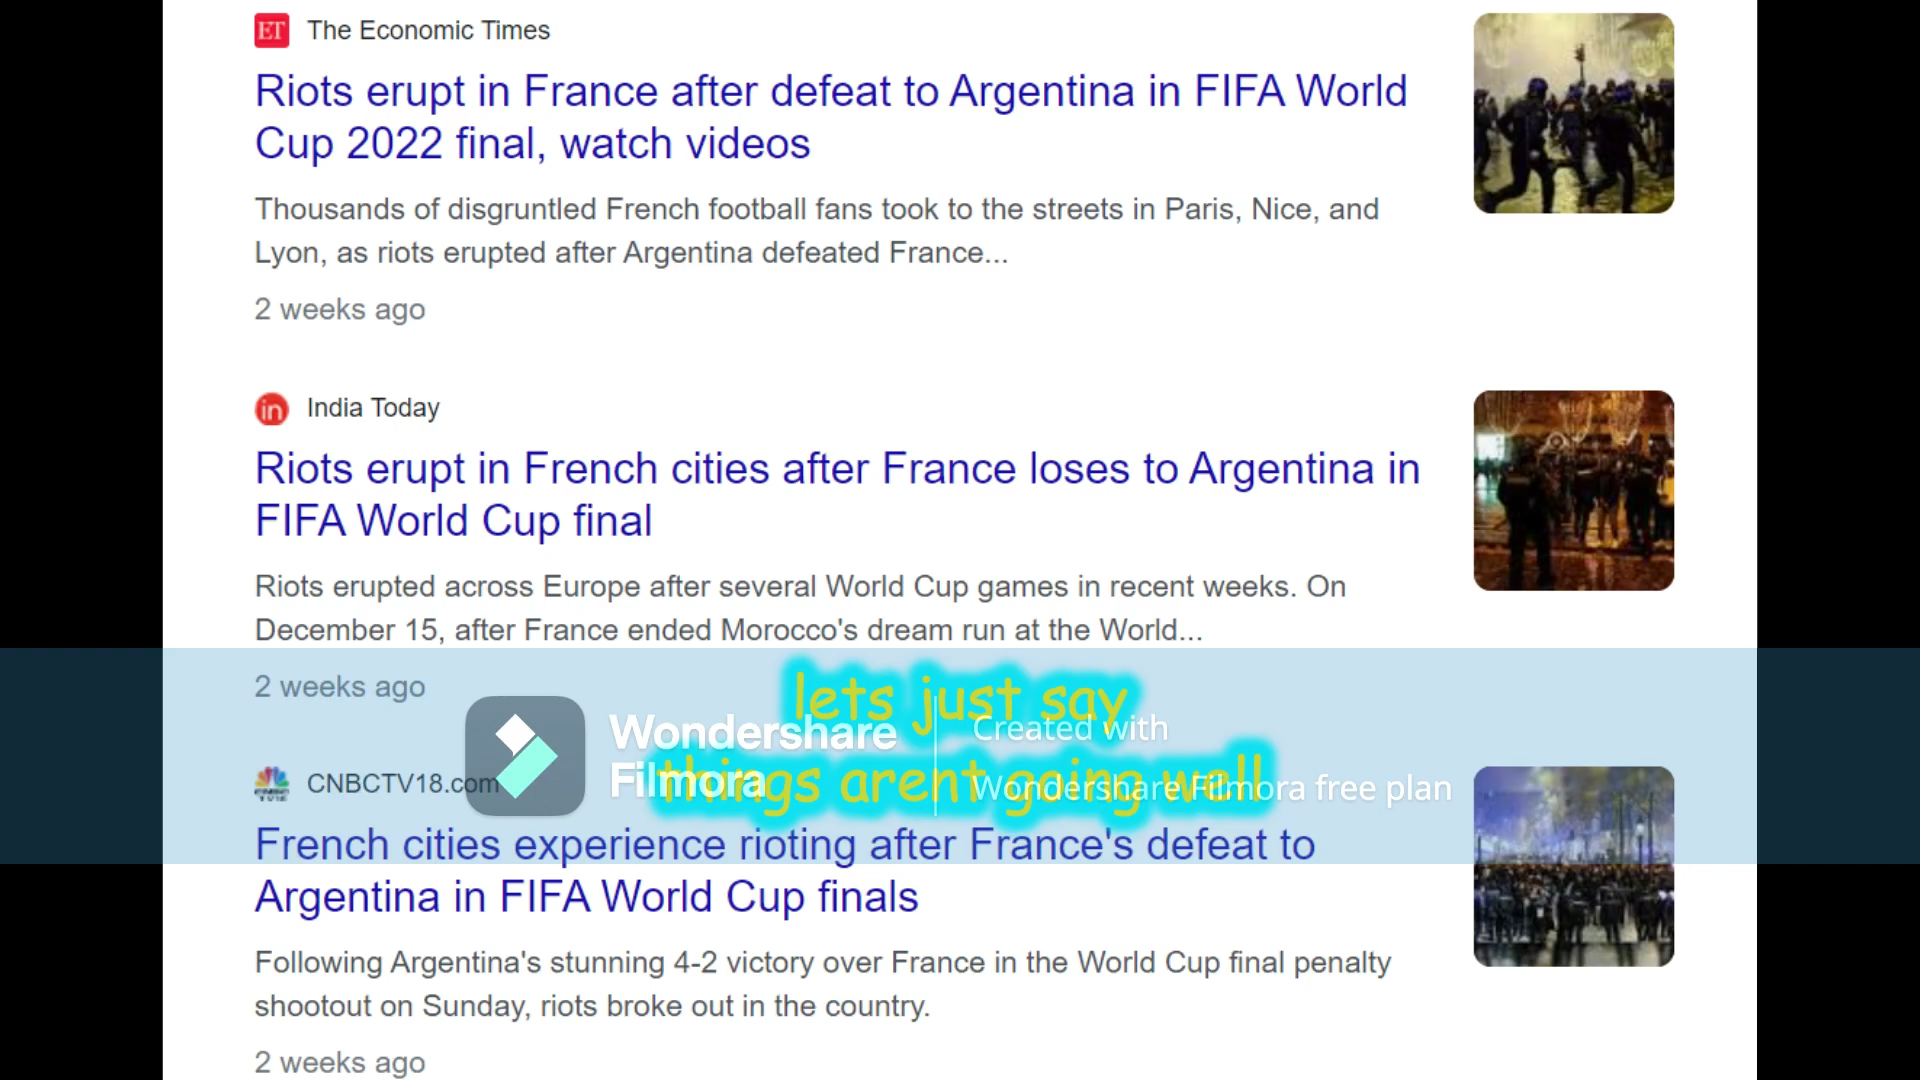 The Economic Times
Riots erupt in France after defeat to Argentina in FIFA World
Cup 2022 final, watch videos
Thousands of disgruntled French football fans took to the streets in Paris, Nice, and
Lyon, as riots erupted after Argentina defeated France...
2 weeks ago
India Today
Riots erupt in French cities after France loses to Argentina in
FIFA World Cup final
Riots erupted across Europe after several World Cup games in recent weeks. On
December 15, after France ended Morocco's dream run at the World...
2 weeks ago
lets just say
things arent going well
Wondershare
Filmora
Created with
Wondershare Filmora free plan
CNBCTV18.com
French cities experience rioting after France's defeat to
Argentina in FIFA World Cup finals
Following Argentina's stunning 4-2 victory over France in the World Cup final penalty
shootout on Sunday, riots broke out in the country.
2 weeks ago